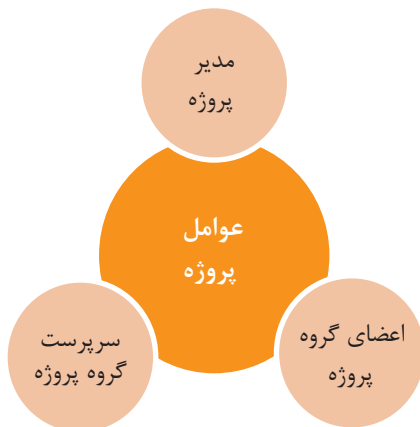 مدیر
پروژه
عوامل
پروژه
اعضای گروه
پروژه
سرپرست
گروه پروژه